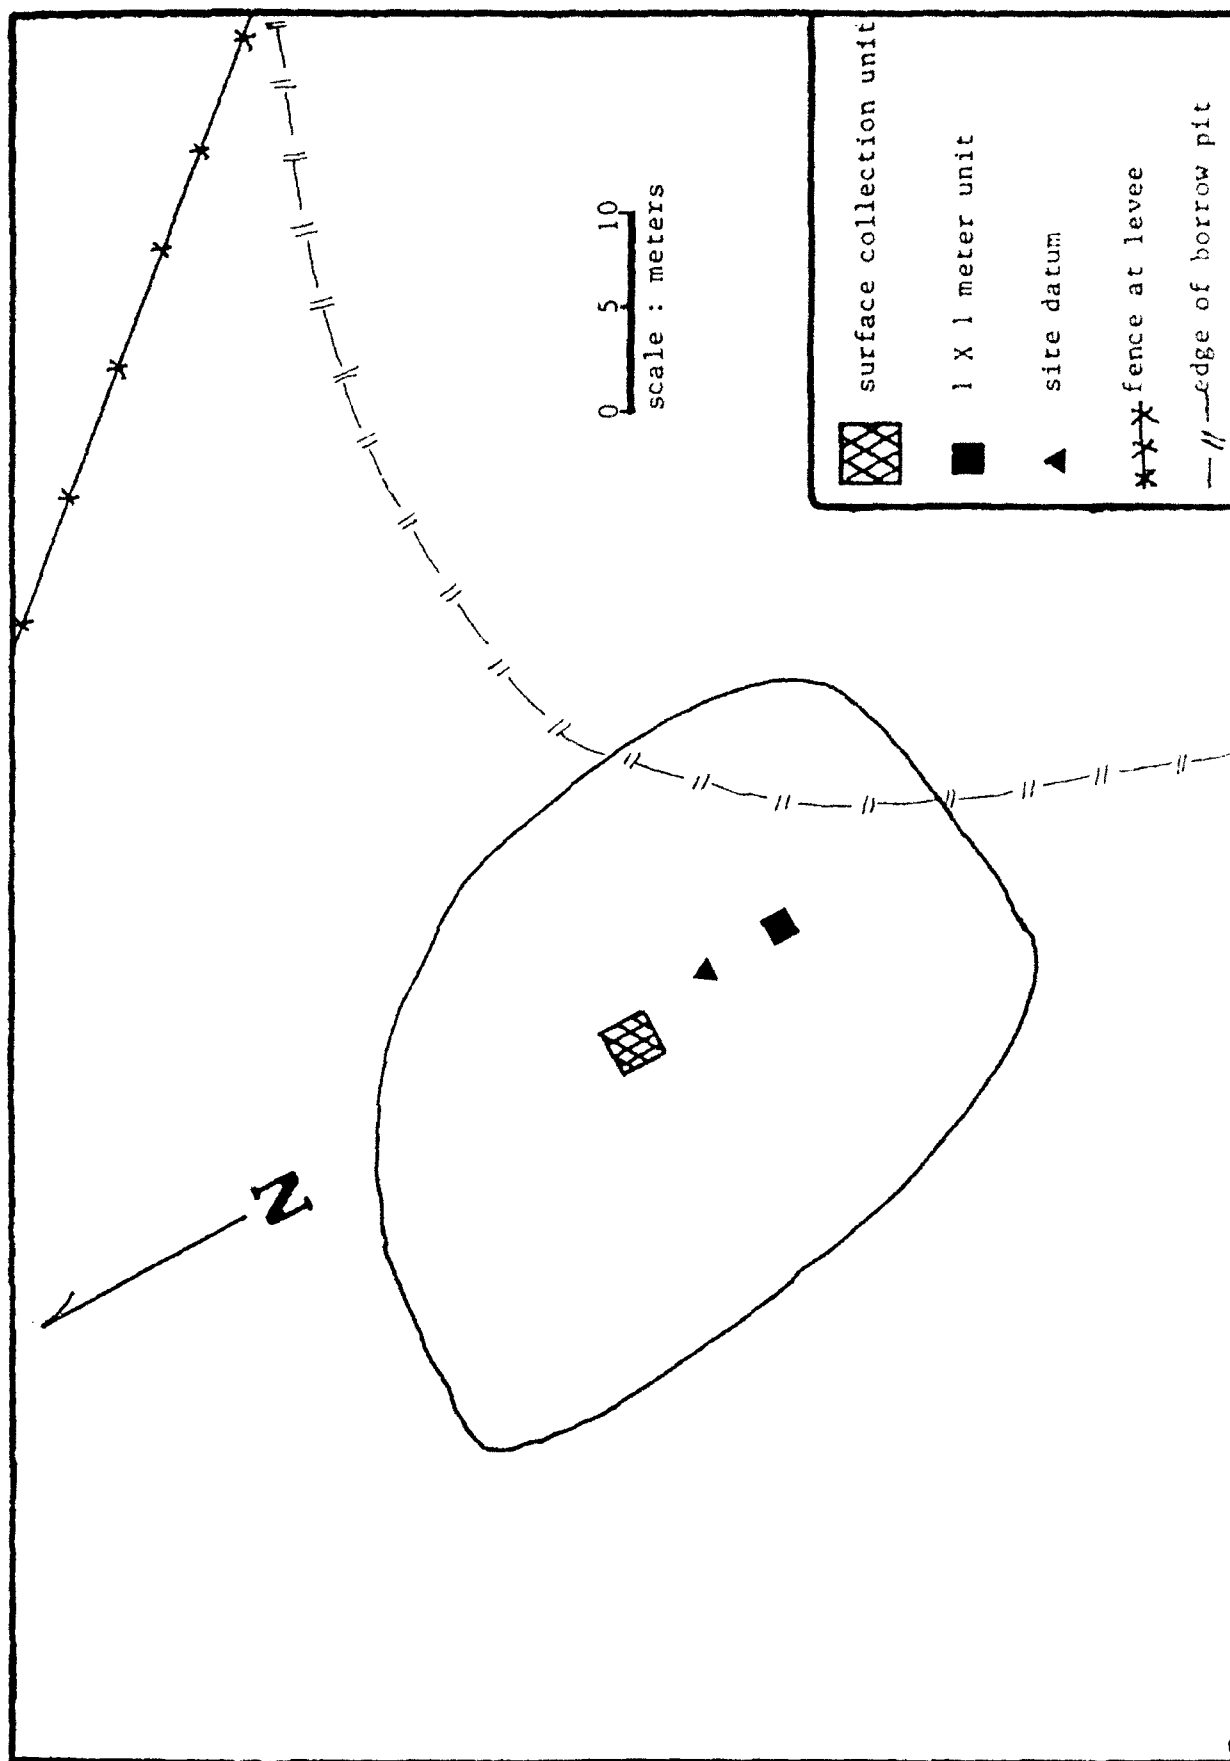 N
0 5 10
scale : meters
surface collection unit
1 X 1 meter unit
site datum
fence at levee
edge of borrow pit